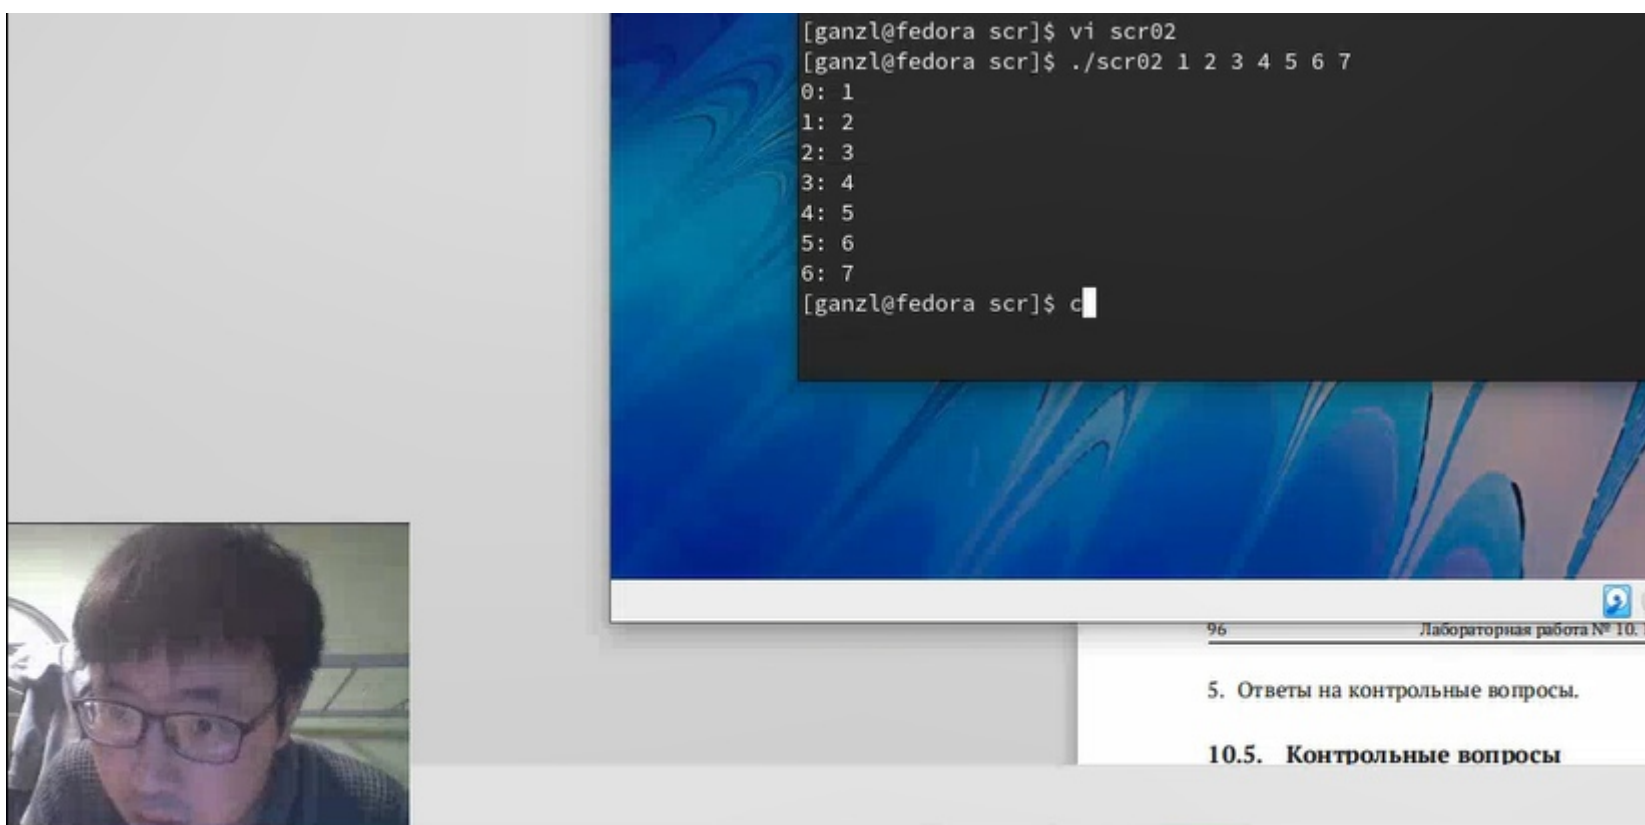 [ganzl@fedora scr]$ vi scr02
[ganzl@fedora scr]$ ./scr02 1 2 3 4 5 6 7
0: 1
1: 2
2: 3
3: 4
4: 5
5: 6
6: 7
[ganzl@fedora scr]$ c
96 Лабораторная работа № 10.
5. Ответы на контрольные вопросы.
10.5. Контрольные вопросы